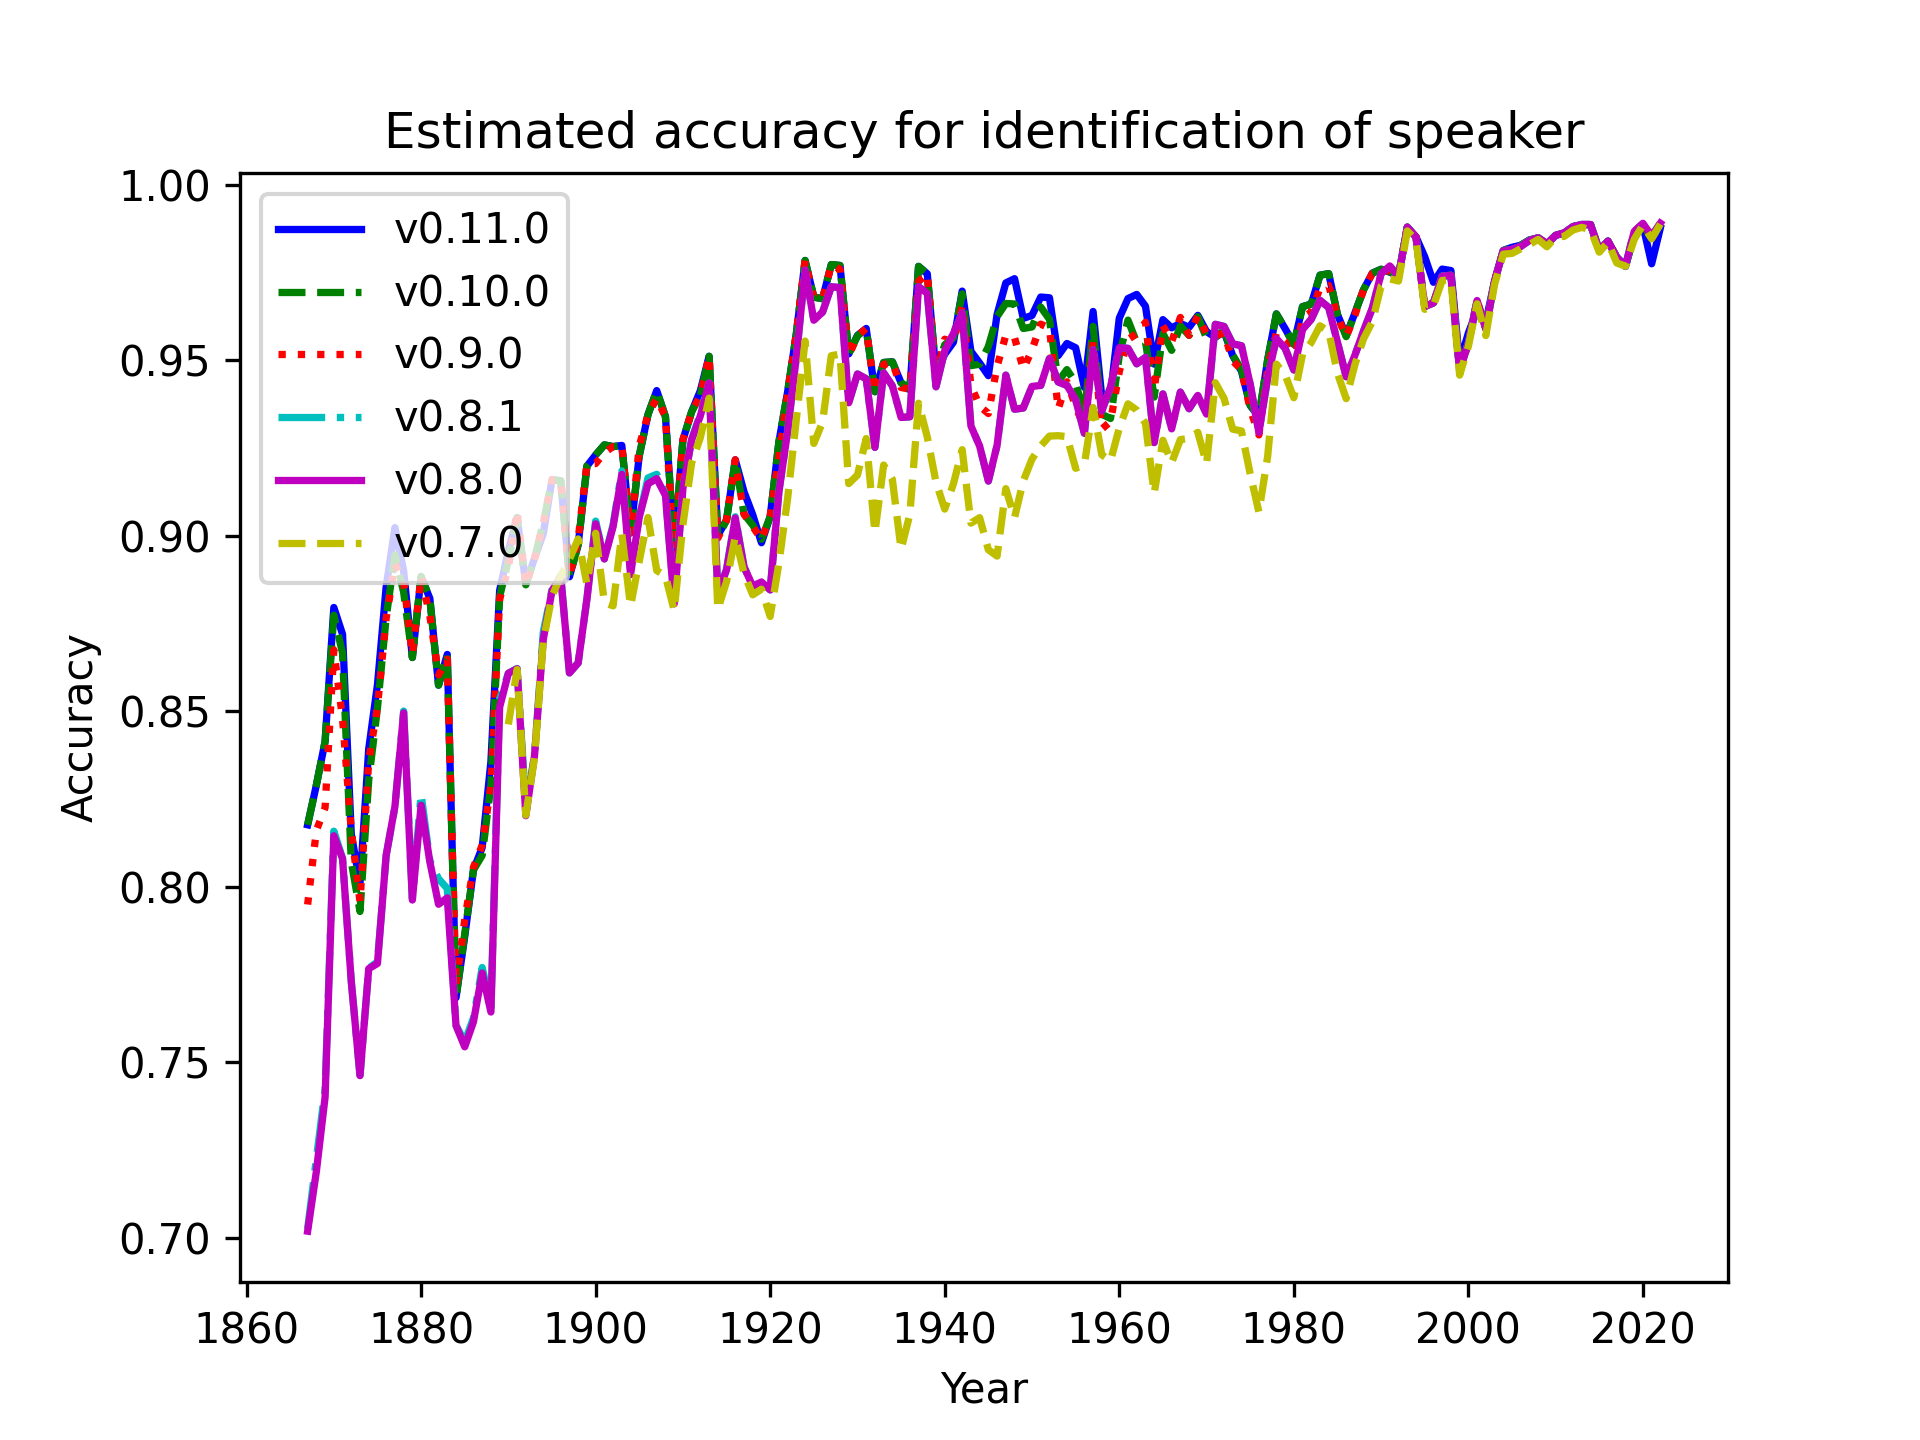 Estimated accuracy for identification of speaker
1.00
0.95
0.90
0.85
0.80
0.75
0.70
Accuracy
v0.11.0
v0.10.0
v0.9.0
v0.8.1
v0.8.0
v0.7.0
1860 1880 1900 1920 1940 1960 1980 2000 2020
Year